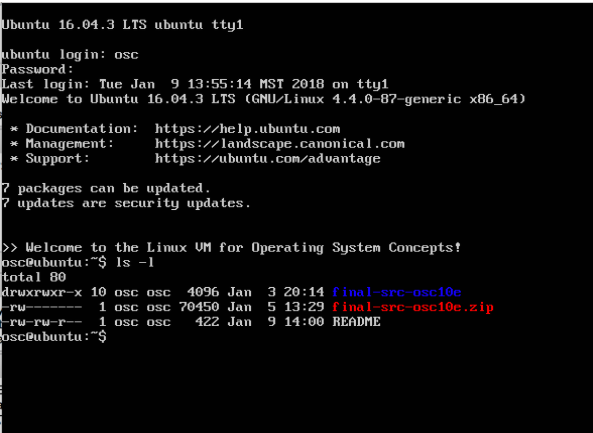 Ubuntu 16.04.3 LTS ubuntu tty1
ubuntu login: osc
Password:
Last login: Tue Jan  9 13:55:14 MST 2018 on tty1
Welcome to Ubuntu 16.04.3 LTS (GNU/Linux 4.4.0-87-generic x86_64)
 * Documentation:  https://help.ubuntu.com
 * Management:     https://landscape.canonical.com
 * Support:        https://ubuntu.com/advantage
7 packages can be updated.
7 updates are security updates.
>> Welcome to the Linux VM for Operating System Concepts!
osc@ubuntu:~$ ls -l
total 80
drwxrwxr-x 10 osc osc  4096 Jan  3 20:14 final-src-osc10e
-rw-------  1 osc osc 70450 Jan  5 13:29 final-src-osc10e.zip
-rw-rw-r--  1 osc osc   422 Jan  9 14:00 README
osc@ubuntu:~$